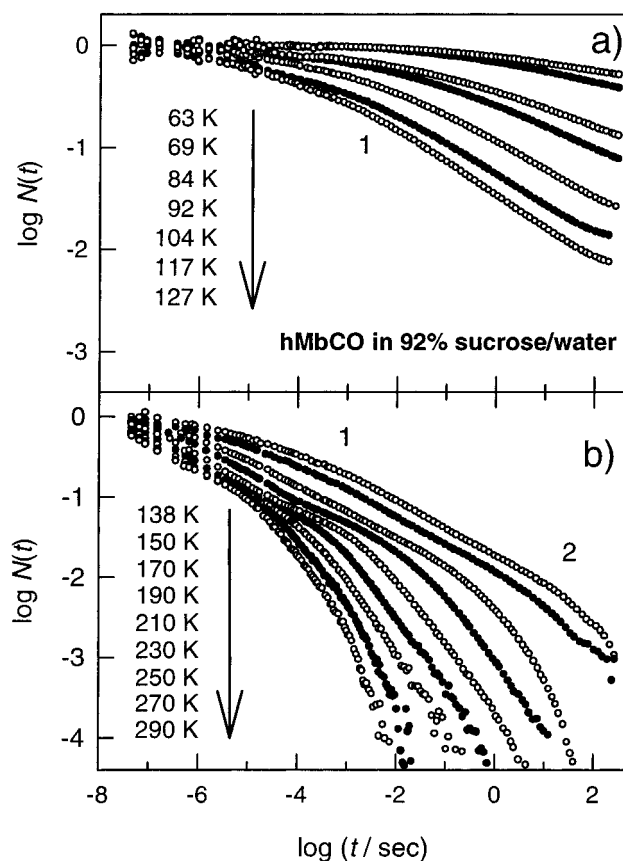 a)
0
-1
-2
-3
log N(t)
63 K
69 K
84 K
92 K
104 K
117 K
127 K
1
hMbCO in 92% sucrose/water
b)
0
-1
-2
-3
-4
log N(t)
138 K
150 K
170 K
190 K
210 K
230 K
250 K
270 K
290 K
1
2
-8 -6 -4 -2 0 2
log (t / sec)